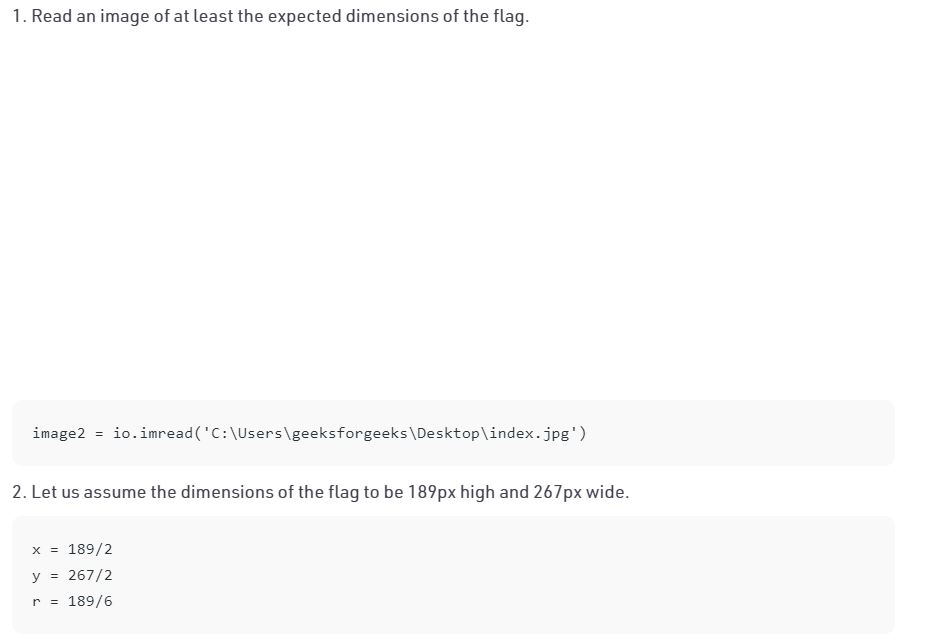 1. Read an image of at least the expected dimensions of the flag.
image2 = io.imread('C:\Users\geeksforgeeks\Desktop\index.jpg')
2. Let us assume the dimensions of the flag to be 189px high and 267px wide.
x = 189/2
y = 267/2
r = 189/6